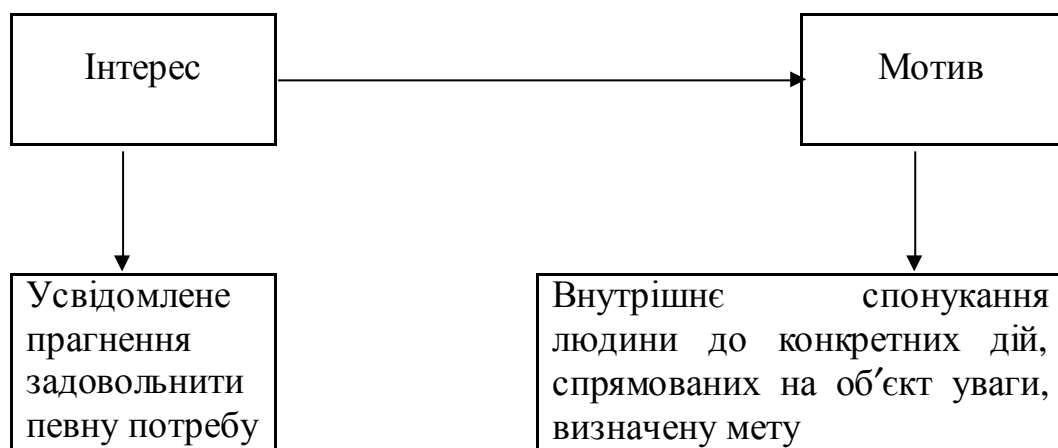 Інтерес
Мотив
Усвідомлене
прагнення
задовольнити
певну потребу
Внутрішнє спонукання
людини до конкретних дій,
спрямованих на об′єкт уваги,
визначену мету